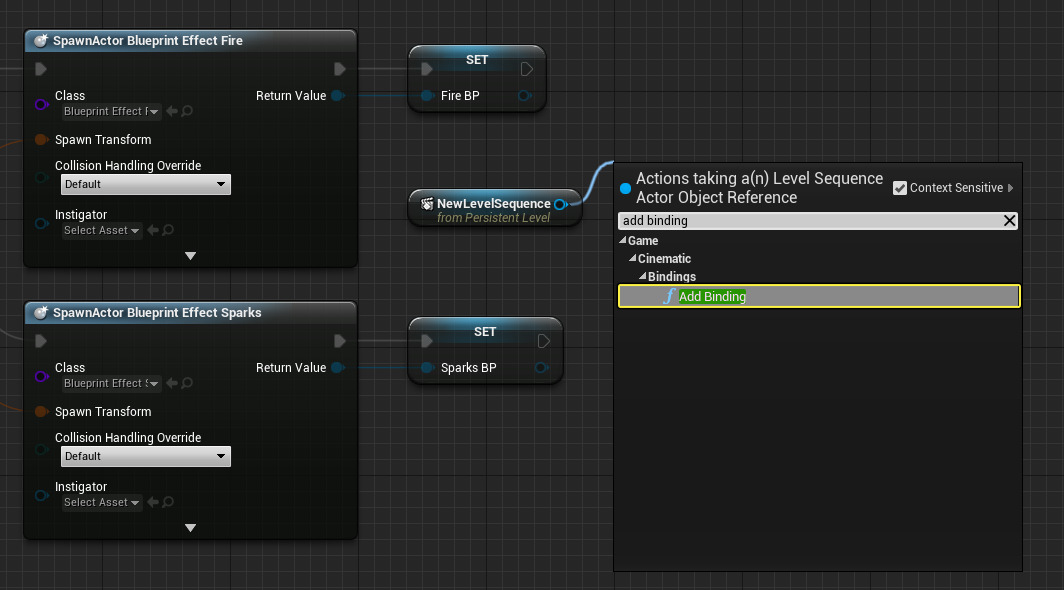 SpawnActor Blueprint Effect Fire
Class
Return Value
Blueprint Effect F
Spawn Transform
Collision Handling Override
Default
Instigator
Select Asset
SET
Fire BP
NewLevelSequence
from Persistent Level
Actions taking a(n) Level Sequence
Actor Object Reference
Context Sensitive
add binding
Game
Cinematic
Bindings
Add Binding
SpawnActor Blueprint Effect Sparks
Class
Return Value
Blueprint Effect S
Spawn Transform
Collision Handling Override
Default
Instigator
Select Asset
SET
Sparks BP